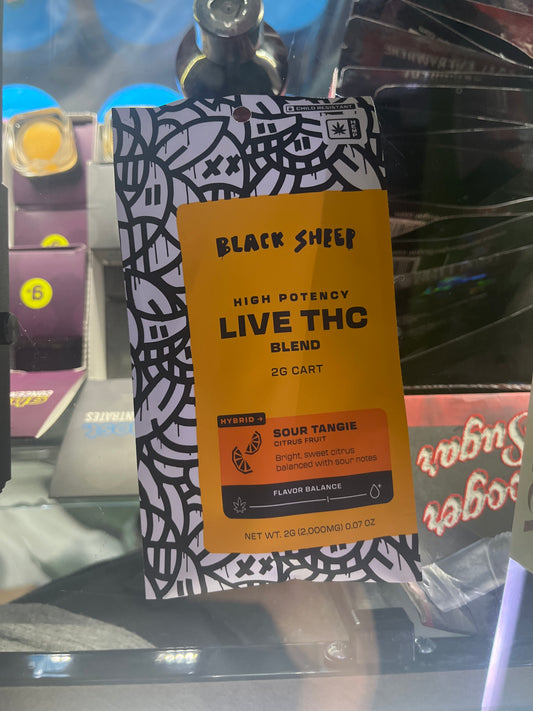 CHILD RESISTANT
HEMP
BLACK SHEEP
HIGH POTENCY
LIVE THC
BLEND
2G CART
HYBRID →
SOUR TANGIE
CITRUS FRUIT
Bright, sweet citrus
balanced with sour notes
FLAVOR BALANCE
NET WT. 2G (2,000MG) 0.07 OZ
Sugar